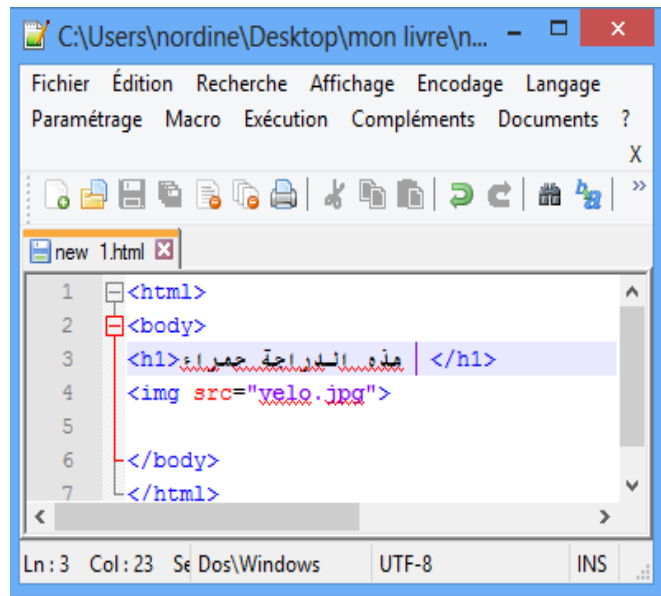 C:\Users\nordine\Desktop\mon livre\n...
Fichier Édition Recherche Affichage Encodage Langage
Paramétrage Macro Exécution Compléments Documents ?
X
new 1.html
1 <html>
2 <body>
3 <h1>هذه الدراجة حمراء </h1>
4 <img src="velo.jpg">
5
6 </body>
7 </html>
Ln : 3 Col : 23 Se Dos\Windows UTF-8 INS